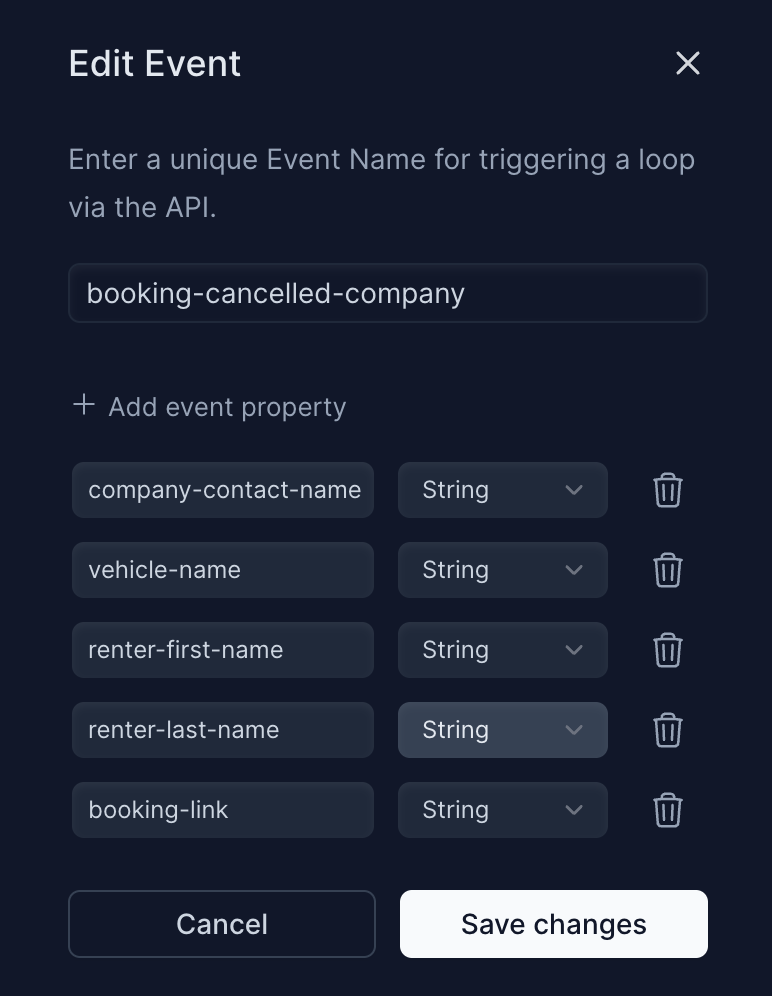 Edit Event
Enter a unique Event Name for triggering a loop
via the API.
booking-cancelled-company
Add event property
company-contact-name String
vehicle-name String
renter-first-name String
renter-last-name String
booking-link String
Cancel Save changes